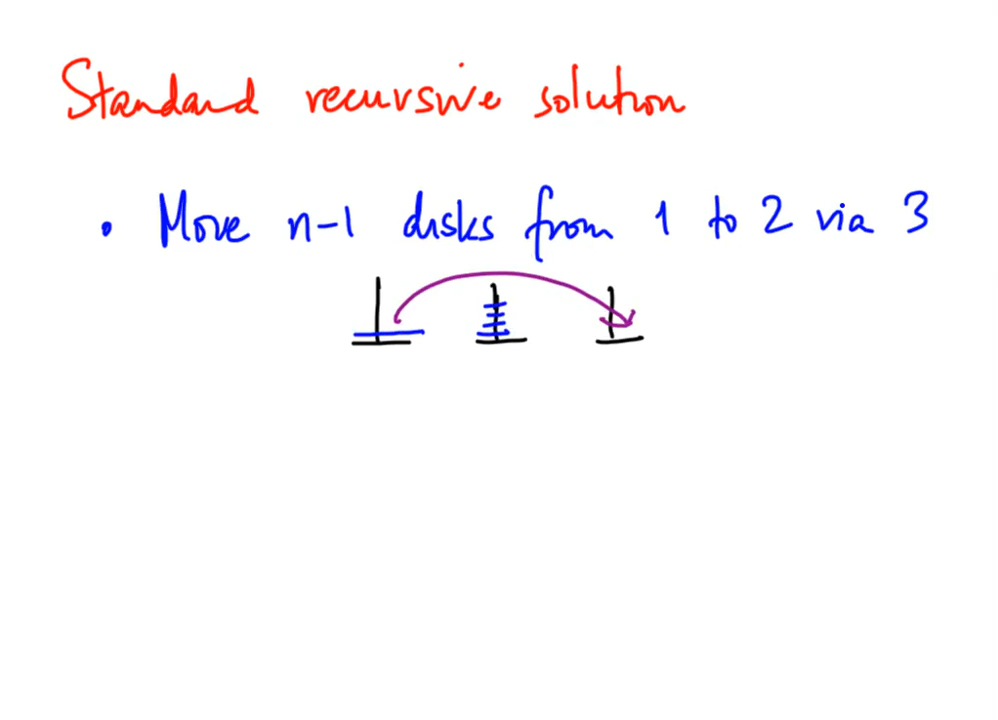 Standard recursive solution
• Move n-1 disks from 1 to 2 via 3